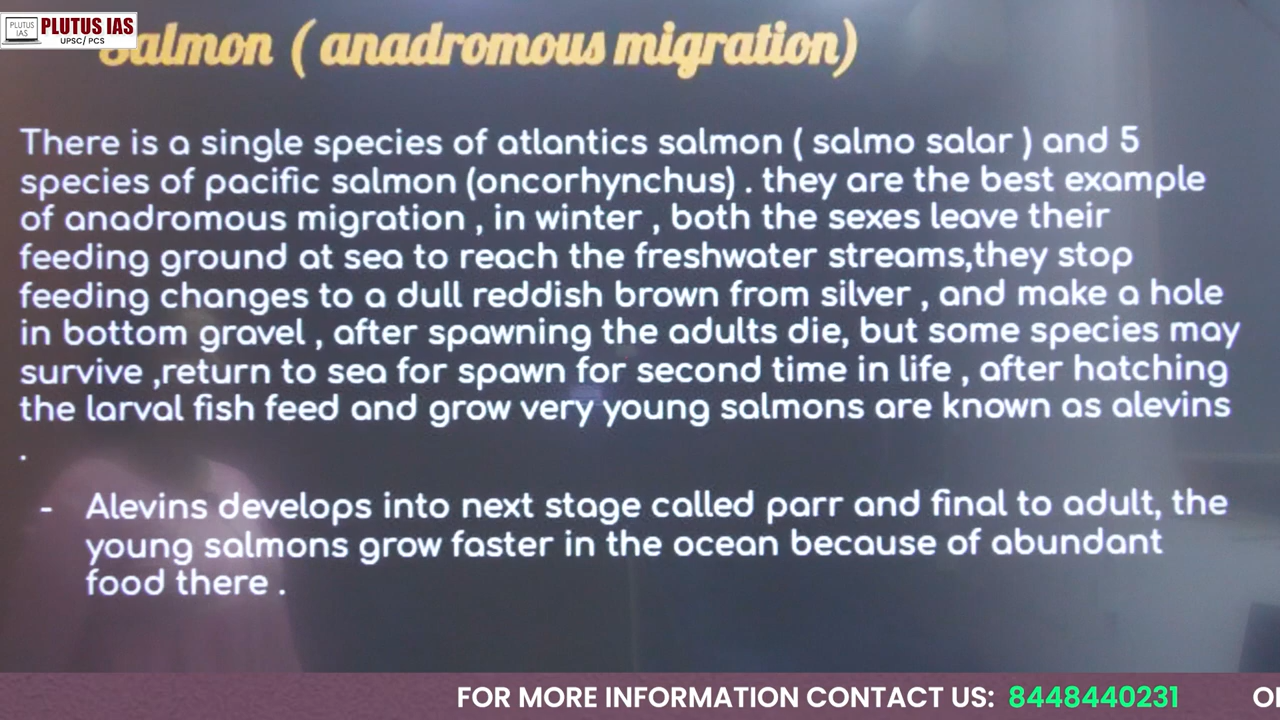 PLUTUS IAS
PLUTUS IAS
UPSC/ PCS
Salmon ( anadromous migration)
There is a single species of atlantics salmon ( salmo salar ) and 5
species of pacific salmon (oncorhynchus) . they are the best example
of anadromous migration , in winter , both the sexes leave their
feeding ground at sea to reach the freshwater streams,they stop
feeding changes to a dull reddish brown from silver , and make a hole
in bottom gravel , after spawning the adults die, but some species may
survive ,return to sea for spawn for second time in life , after hatching
the larval fish feed and grow very young salmons are known as alevins
.
- Alevins develops into next stage called parr and final to adult, the
young salmons grow faster in the ocean because of abundant
food there .
FOR MORE INFORMATION CONTACT US: 8448440231